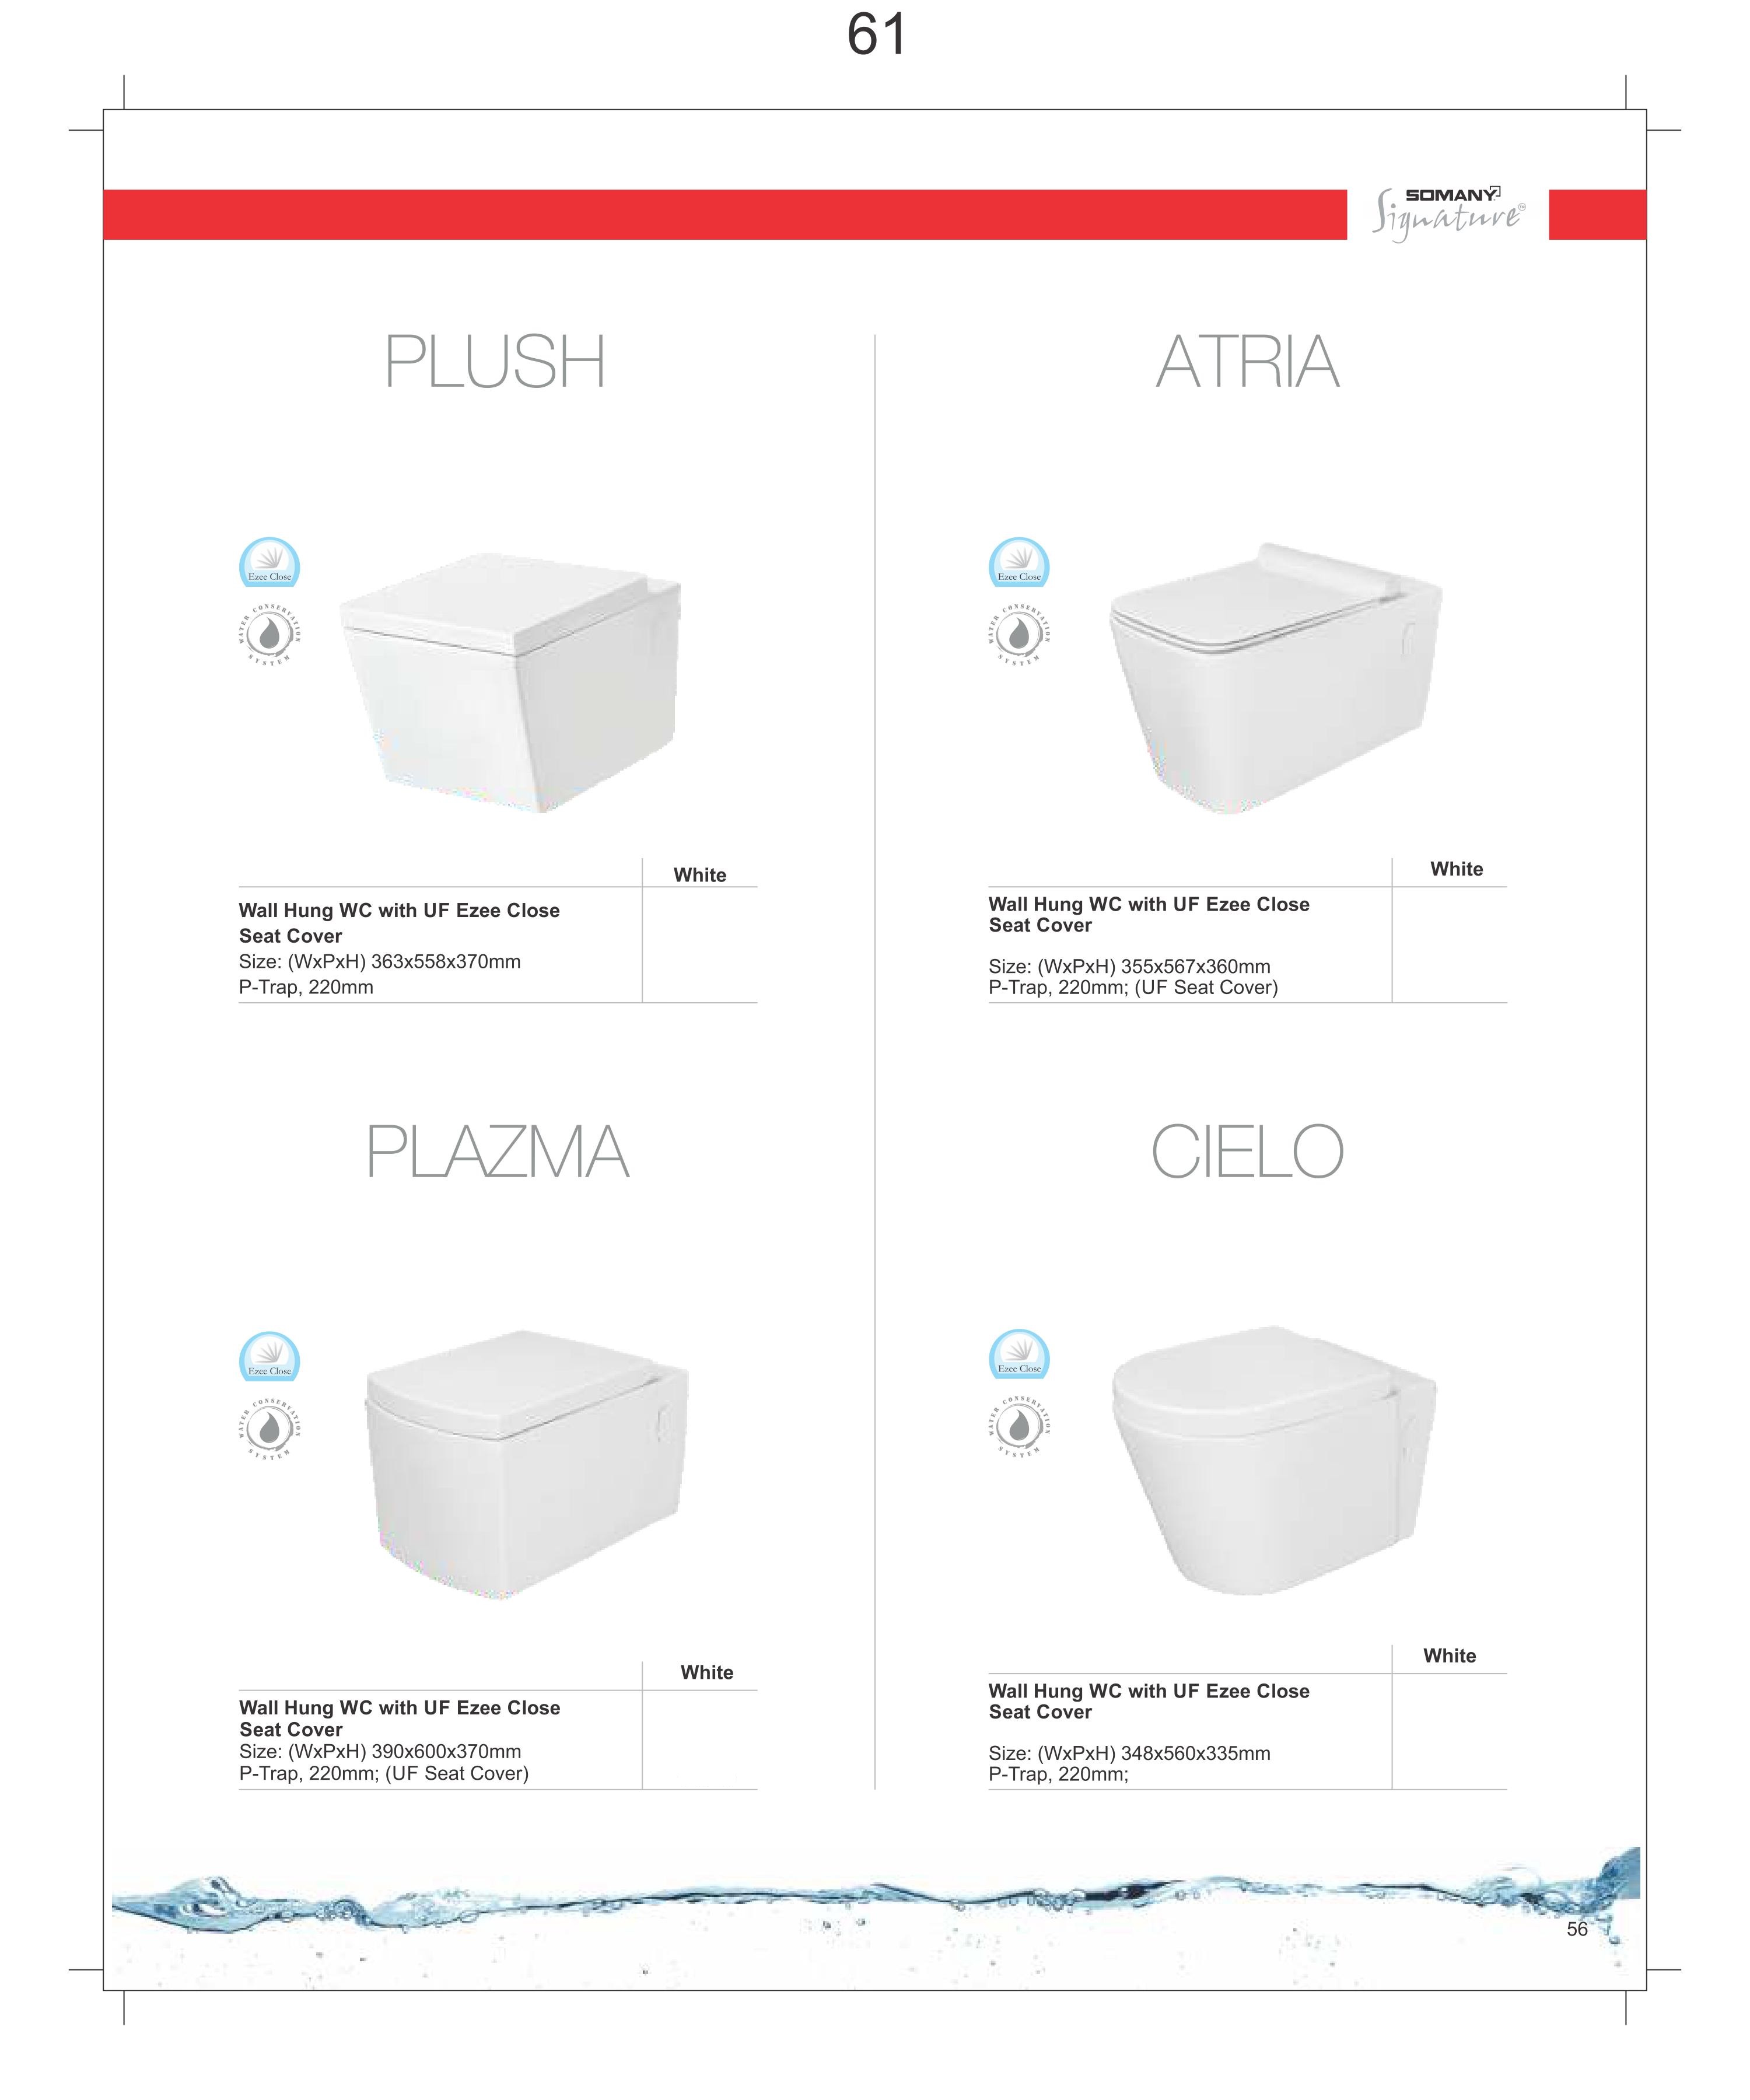 61
SOMANY
Signature
PLUSH
Ezee Close
WATER CONSERVATION SYSTEM
White
Wall Hung WC with UF Ezee Close
Seat Cover
Size: (WxPxH) 363x558x370mm
P-Trap, 220mm
ATRIA
Ezee Close
WATER CONSERVATION SYSTEM
White
Wall Hung WC with UF Ezee Close
Seat Cover
Size: (WxPxH) 355x567x360mm
P-Trap, 220mm; (UF Seat Cover)
PLAZMA
Ezee Close
WATER CONSERVATION SYSTEM
White
Wall Hung WC with UF Ezee Close
Seat Cover
Size: (WxPxH) 390x600x370mm
P-Trap, 220mm; (UF Seat Cover)
CIELO
Ezee Close
WATER CONSERVATION SYSTEM
White
Wall Hung WC with UF Ezee Close
Seat Cover
Size: (WxPxH) 348x560x335mm
P-Trap, 220mm;
56